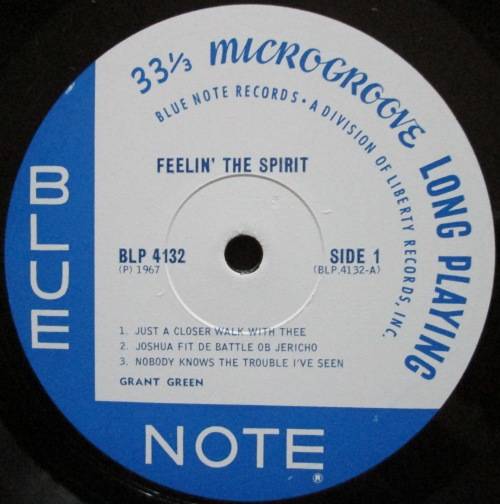 33⅓ MICROGROOVE LONG PLAYING
BLUE NOTE RECORDS • A DIVISION OF LIBERTY RECORDS, INC.
FEELIN' THE SPIRIT
BLP 4132
(P) 1967
SIDE 1
(BLP.4132-A)
1. JUST A CLOSER WALK WITH THEE
2. JOSHUA FIT DE BATTLE OB JERICHO
3. NOBODY KNOWS THE TROUBLE I'VE SEEN
GRANT GREEN
BLUE
NOTE ®